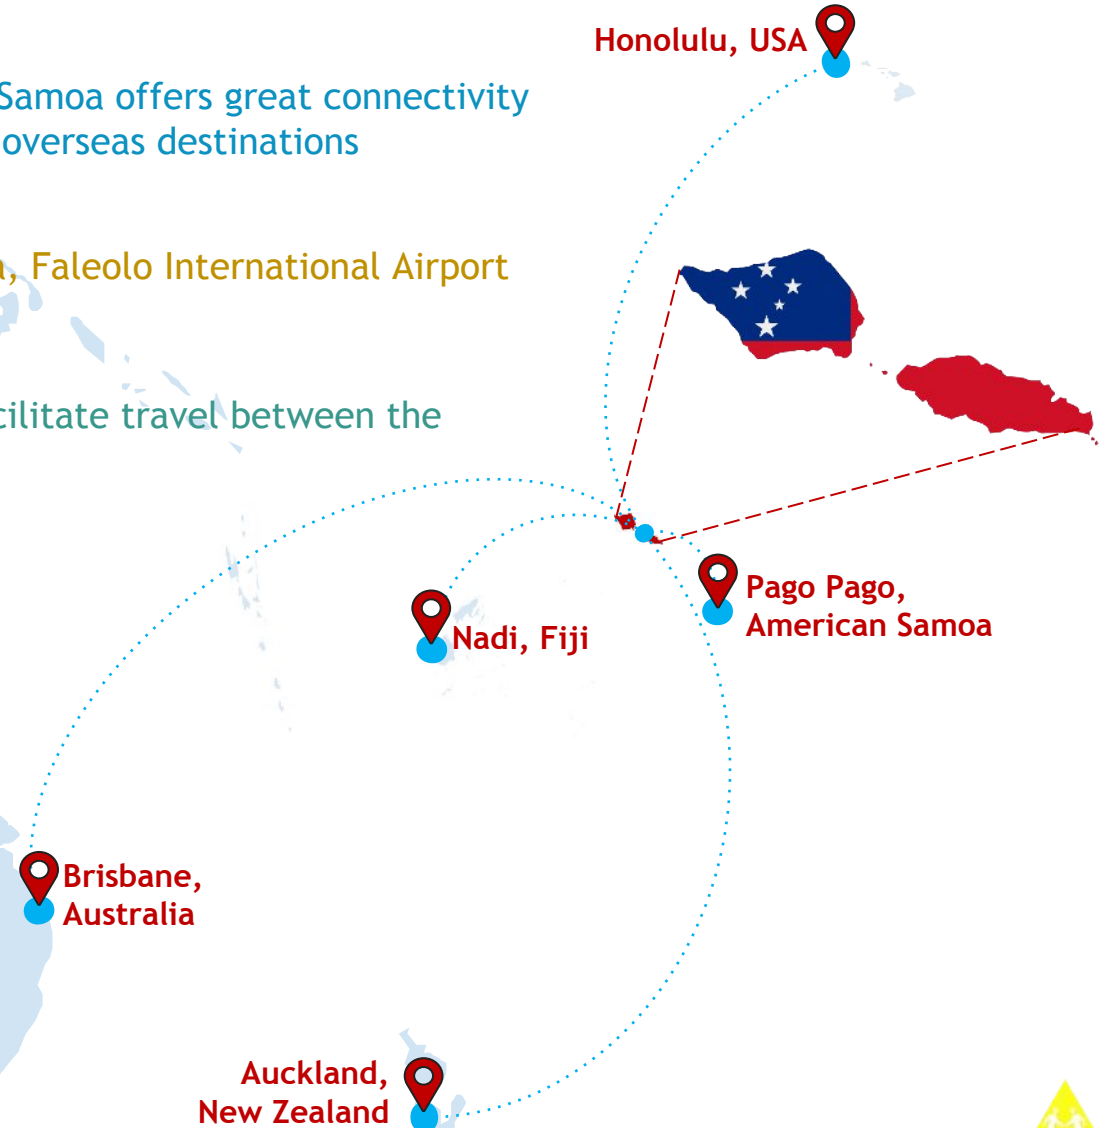 Honolulu, USA
Samoa offers great connectivity
overseas destinations
, Faleolo International Airport
cilitate travel between the
Pago Pago,
American Samoa
Nadi, Fiji
Brisbane,
Australia
Auckland,
New Zealand